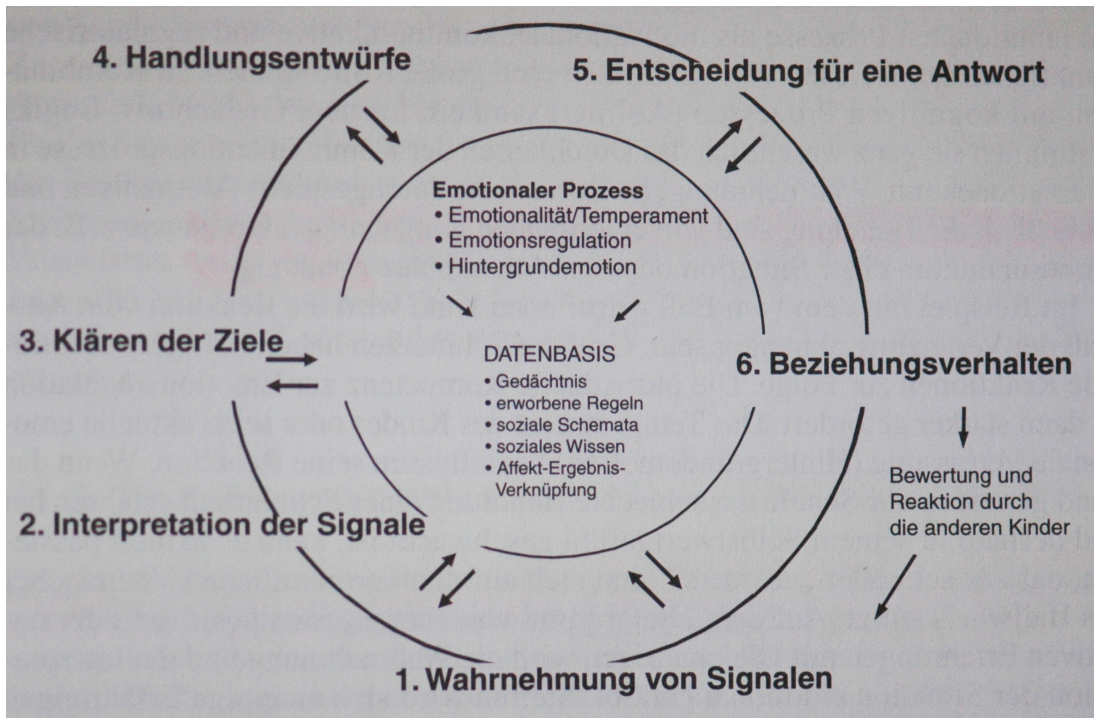 4. Handlungsentwürfe
5. Entscheidung für eine Antwort
Emotionaler Prozess
• Emotionalität/Temperament
• Emotionsregulation
• Hintergrundemotion
3. Klären der Ziele
DATENBASIS
• Gedächtnis
• erworbene Regeln
• soziale Schemata
• soziales Wissen
• Affekt-Ergebnis-
Verknüpfung
6. Beziehungsverhalten
Bewertung und
Reaktion durch
die anderen Kinder
2. Interpretation der Signale
1. Wahrnehmung von Signalen